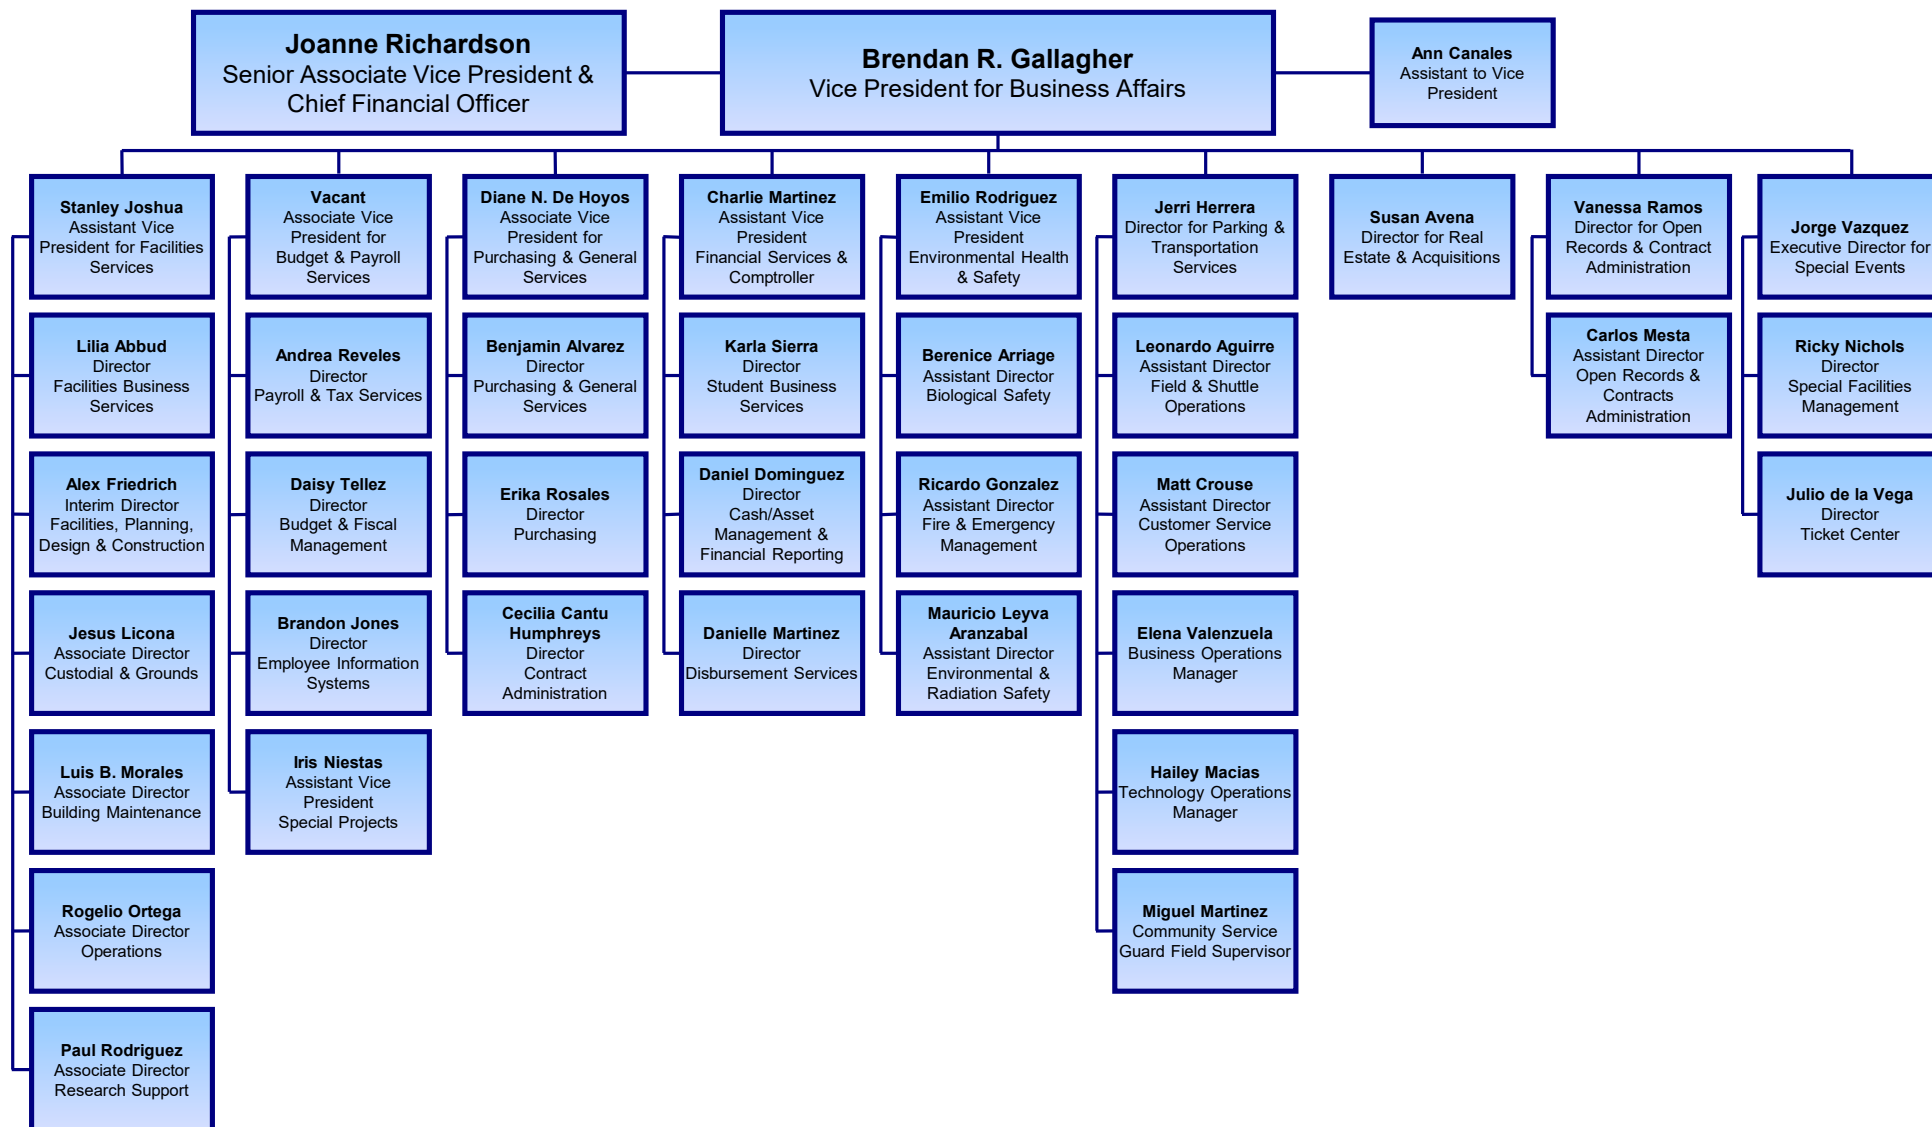 Joanne Richardson
Senior Associate Vice President &
Chief Financial Officer
Brendan R. Gallagher
Vice President for Business Affairs
Ann Canales
Assistant to Vice
President
Stanley Joshua
Assistant Vice
President for Facilities
Services
Vacant
Associate Vice
President for
Budget & Payroll
Services
Diane N. De Hoyos
Associate Vice
President for
Purchasing & General
Services
Charlie Martinez
Assistant Vice
President
Financial Services &
Comptroller
Emilio Rodriguez
Assistant Vice
President
Environmental Health
& Safety
Jerri Herrera
Director for Parking &
Transportation
Services
Susan Avena
Director for Real
Estate & Acquisitions
Vanessa Ramos
Director for Open
Records & Contract
Administration
Jorge Vazquez
Executive Director for
Special Events
Lilia Abbud
Director
Facilities Business
Services
Andrea Reveles
Director
Payroll & Tax Services
Benjamin Alvarez
Director
Purchasing & General
Services
Karla Sierra
Director
Student Business
Services
Berenice Arriage
Assistant Director
Biological Safety
Leonardo Aguirre
Assistant Director
Field & Shuttle
Operations
Carlos Mesta
Assistant Director
Open Records &
Contracts
Administration
Ricky Nichols
Director
Special Facilities
Management
Alex Friedrich
Interim Director
Facilities, Planning,
Design & Construction
Daisy Tellez
Director
Budget & Fiscal
Management
Erika Rosales
Director
Purchasing
Daniel Dominguez
Director
Cash/Asset
Management &
Financial Reporting
Ricardo Gonzalez
Assistant Director
Fire & Emergency
Management
Matt Crouse
Assistant Director
Customer Service
Operations
Julio de la Vega
Director
Ticket Center
Jesus Licona
Associate Director
Custodial & Grounds
Brandon Jones
Director
Employee Information
Systems
Cecilia Cantu
Humphreys
Director
Contract
Administration
Danielle Martinez
Director
Disbursement Services
Mauricio Leyva
Aranzabal
Assistant Director
Environmental &
Radiation Safety
Elena Valenzuela
Business Operations
Manager
Luis B. Morales
Associate Director
Building Maintenance
Iris Niestas
Assistant Vice
President
Special Projects
Hailey Macias
Technology Operations
Manager
Rogelio Ortega
Associate Director
Operations
Miguel Martinez
Community Service
Guard Field Supervisor
Paul Rodriguez
Associate Director
Research Support